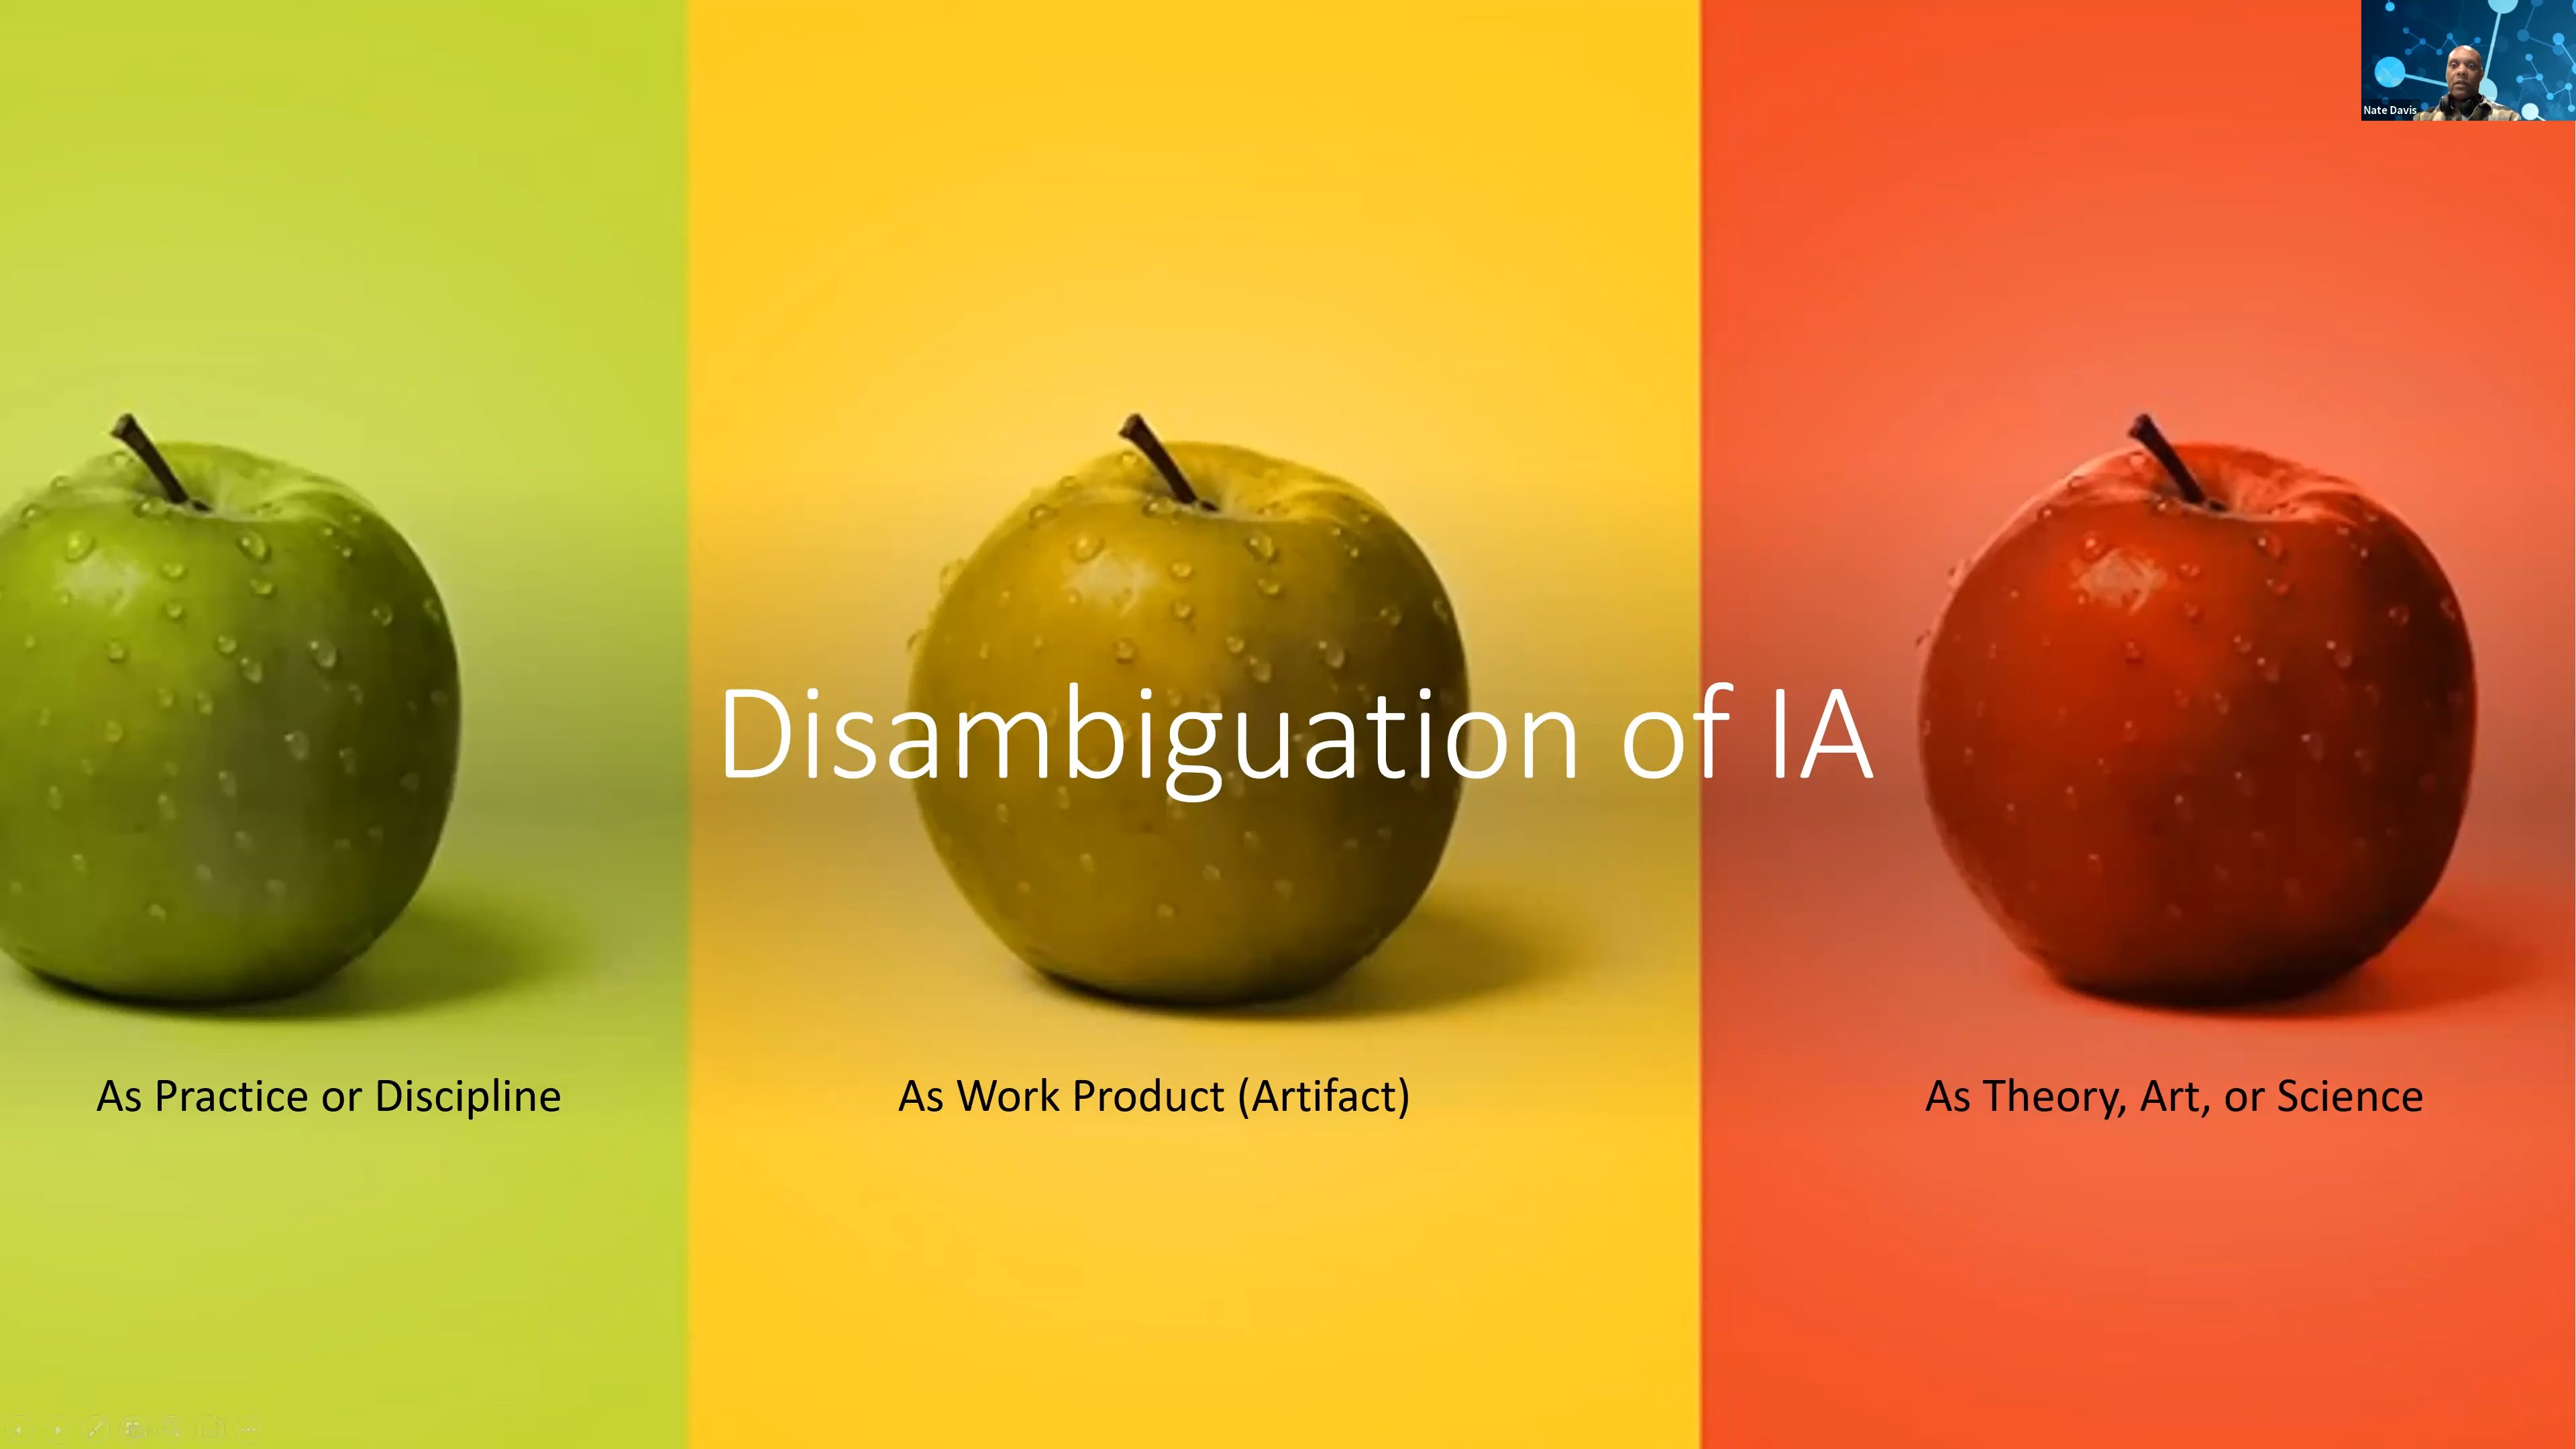 Nate Davis
Disambiguation of IA
As Practice or Discipline
As Work Product (Artifact)
As Theory, Art, or Science